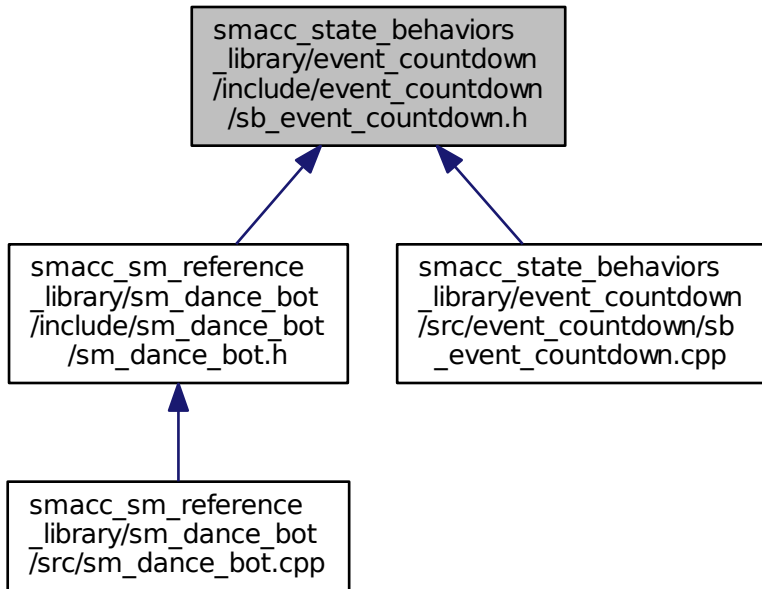 smacc_state_behaviors
_library/event_countdown
/include/event_countdown
/sb_event_countdown.h
smacc_sm_reference
_library/sm_dance_bot
/include/sm_dance_bot
/sm_dance_bot.h
smacc_state_behaviors
_library/event_countdown
/src/event_countdown/sb
_event_countdown.cpp
smacc_sm_reference
_library/sm_dance_bot
/src/sm_dance_bot.cpp